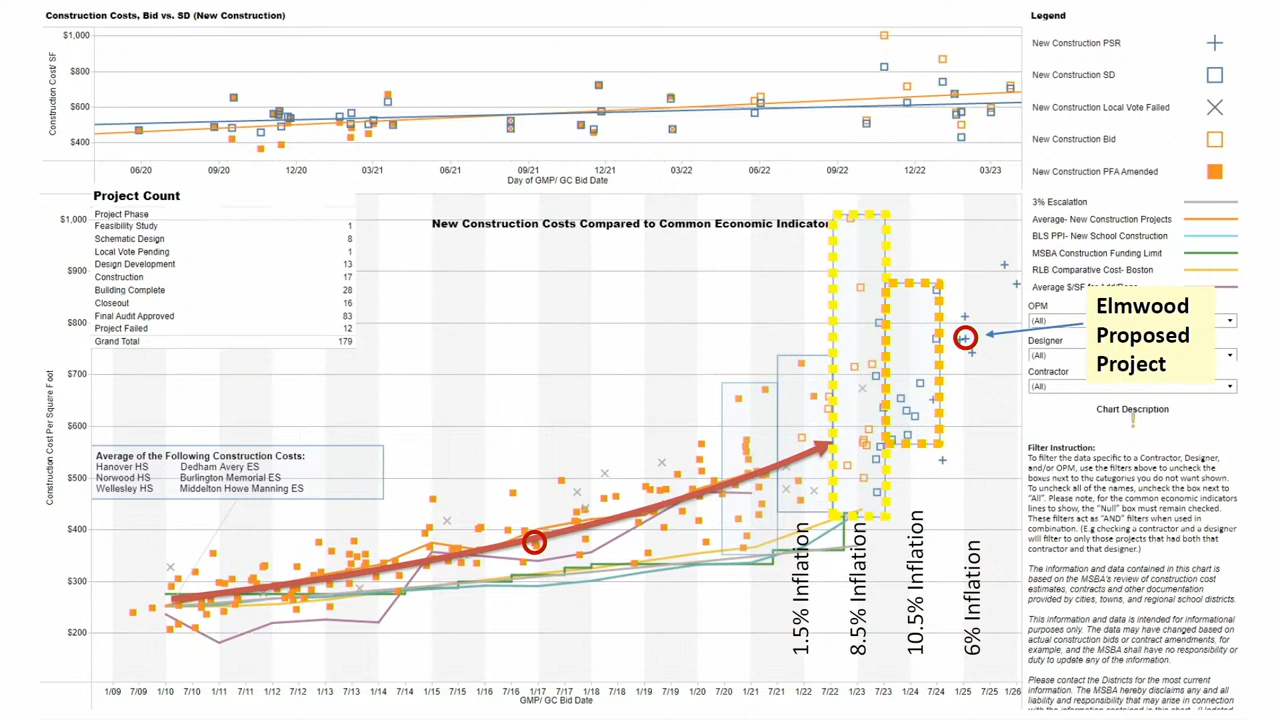 Construction Costs, Bid vs. SD (New Construction)
Construction Cost/ SF
$1,000
$800
$600
$400
06/20 09/20 12/20 03/21 06/21 09/21 12/21 03/22 06/22 09/22 12/22 03/23
Day of GMP/ GC Bid Date
Project Count
Project Phase
Feasibility Study 1
Schematic Design 8
Local Vote Pending 1
Design Development 13
Construction 17
Building Complete 28
Closeout 16
Final Audit Approved 83
Project Failed 12
Grand Total 179
New Construction Costs Compared to Common Economic Indicator
Construction Cost Per Square Foot
$1,000
$900
$800
$700
$600
$500
$400
$300
$200
Average of the Following Construction Costs:
Hanover HS Dedham Avery ES
Norwood HS Burlington Memorial ES
Wellesley HS Middelton Howe Manning ES
1.5% Inflation
8.5% Inflation
10.5% Inflation
6% Inflation
1/09 7/09 1/10 7/10 1/11 7/11 1/12 7/12 1/13 7/13 1/14 7/14 1/15 7/15 1/16 7/16 1/17 7/17 1/18 7/18 1/19 7/19 1/20 7/20 1/21 7/21 1/22 7/22 1/23 7/23 1/24 7/24 1/25 7/25 1/26
GMP/ GC Bid Date
Legend
New Construction PSR
New Construction SD
New Construction Local Vote Failed
New Construction Bid
New Construction PFA Amended
3% Escalation
Average- New Construction Projects
BLS PPI- New School Construction
MSBA Construction Funding Limit
RLB Comparative Cost- Boston
Average $/SF for
OPM
(All)
Designer
(All)
Contractor
(All)
Elmwood
Proposed
Project
Chart Description
Filter Instruction:
To filter the data specific to a Contractor, Designer,
and/or OPM, use the filters above to uncheck the
boxes next to the categories you do not want shown.
To uncheck all of the names, uncheck the box next to
"All". Please note, for the common economic indicators
lines to show, the "Null" box must remain checked.
These filters act as "AND" filters when used in
combination. (E.g checking a contractor and a designer
will filter to only those projects that had both that
contractor and that designer.)
The information and data contained in this chart is
based on the MSBA's review of construction cost
estimates, contracts and other documentation
provided by cities, towns, and regional school districts.
This information and data is intended for informational
purposes only. The data may have changed based on
actual construction bids or contract amendments, for
example, and the MSBA shall have no responsibility or
duty to update any of the information.
Please contact the Districts for the most current
information. The MSBA hereby disclaims any and all
liability and responsibility that may arise in connection